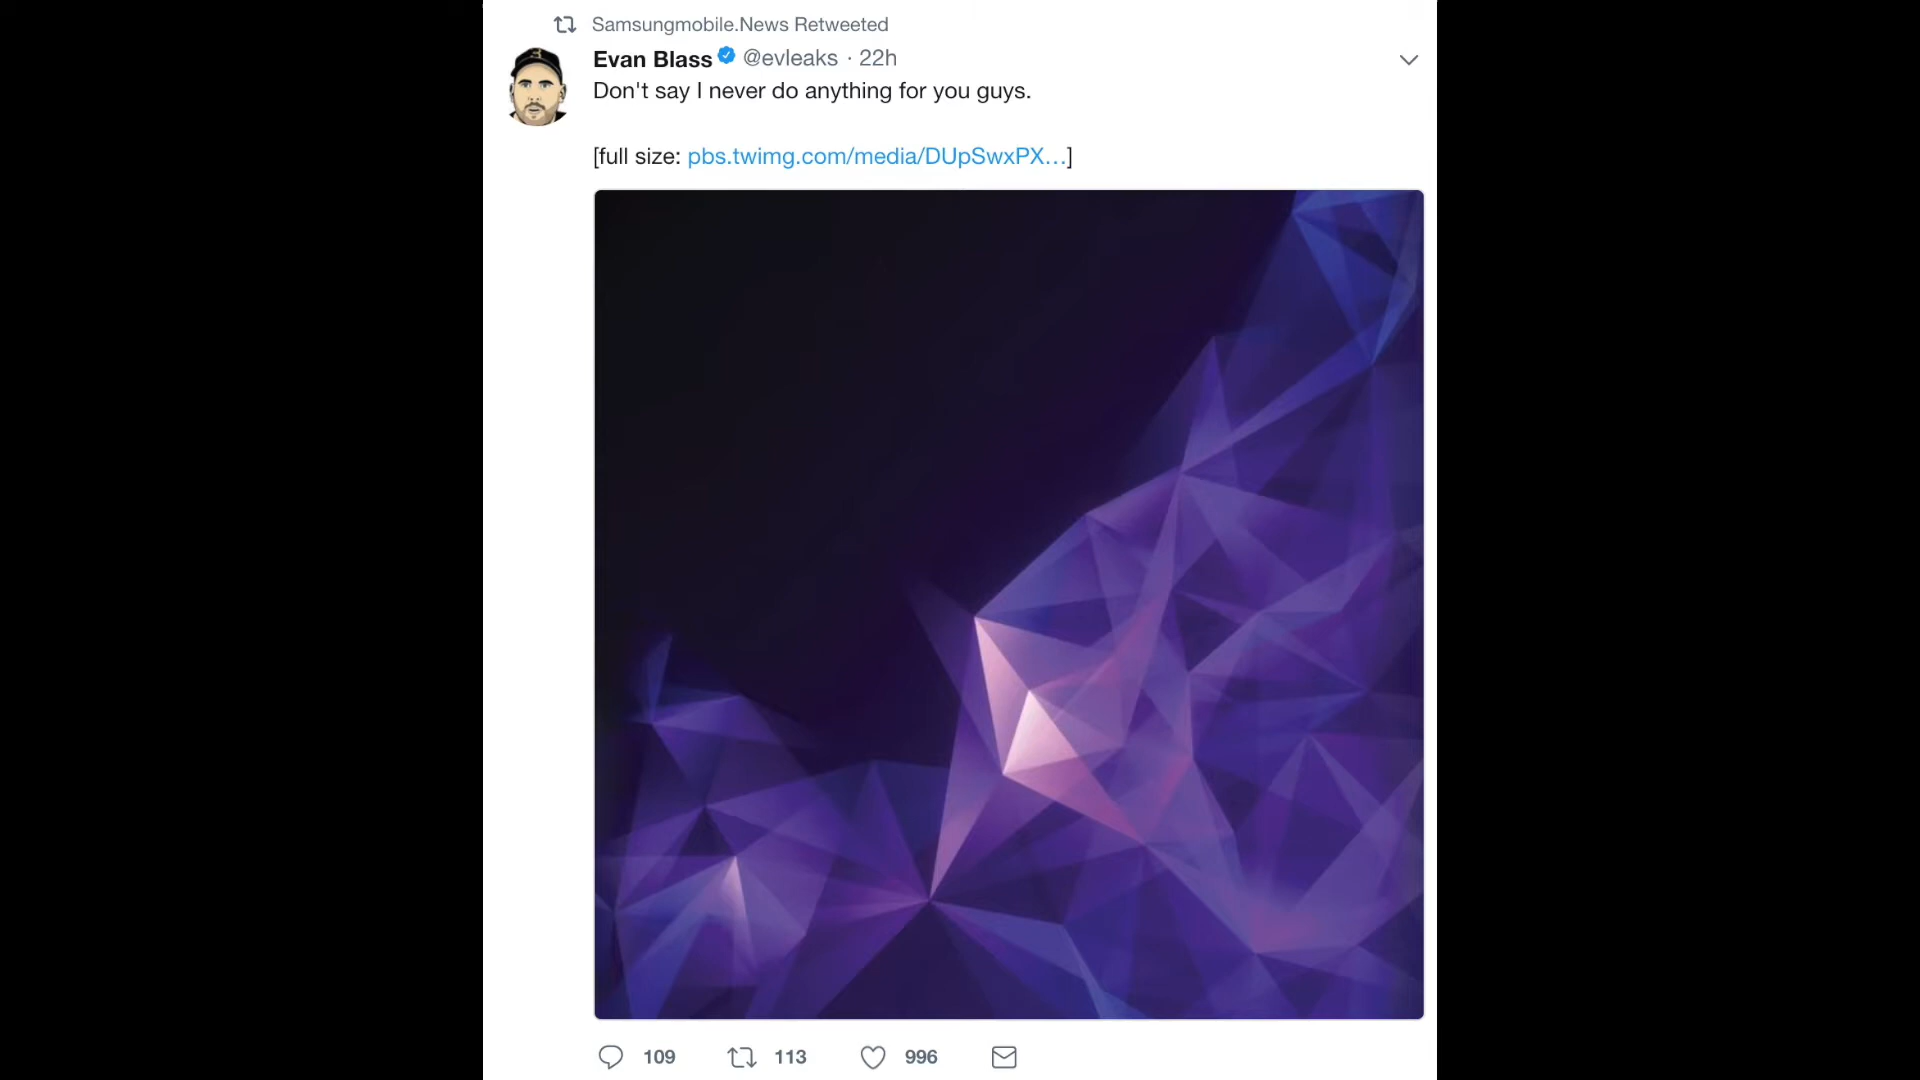 Samsungmobile.News Retweeted
Evan Blass @evleaks · 22h
Don't say I never do anything for you guys.
[full size: pbs.twimg.com/media/DUpSwxPX…]
109 113 996